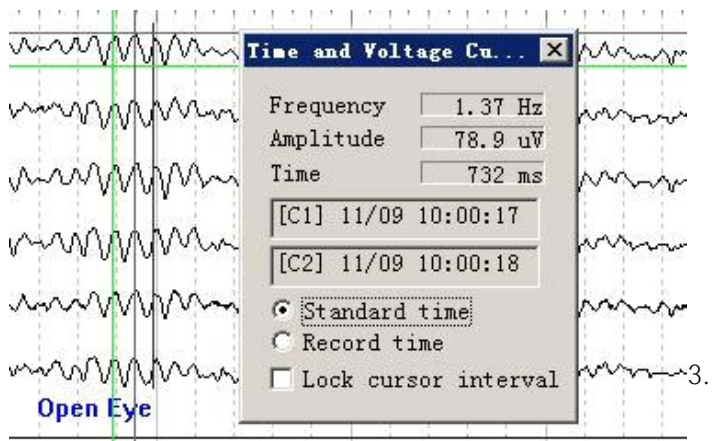 Time and Voltage Cu...
Frequency 1.37 Hz
Amplitude 78.9 uV
Time 732 ms
[C1] 11/09 10:00:17
[C2] 11/09 10:00:18
Standard time
Record time
Lock cursor interval
3.
Open Eye